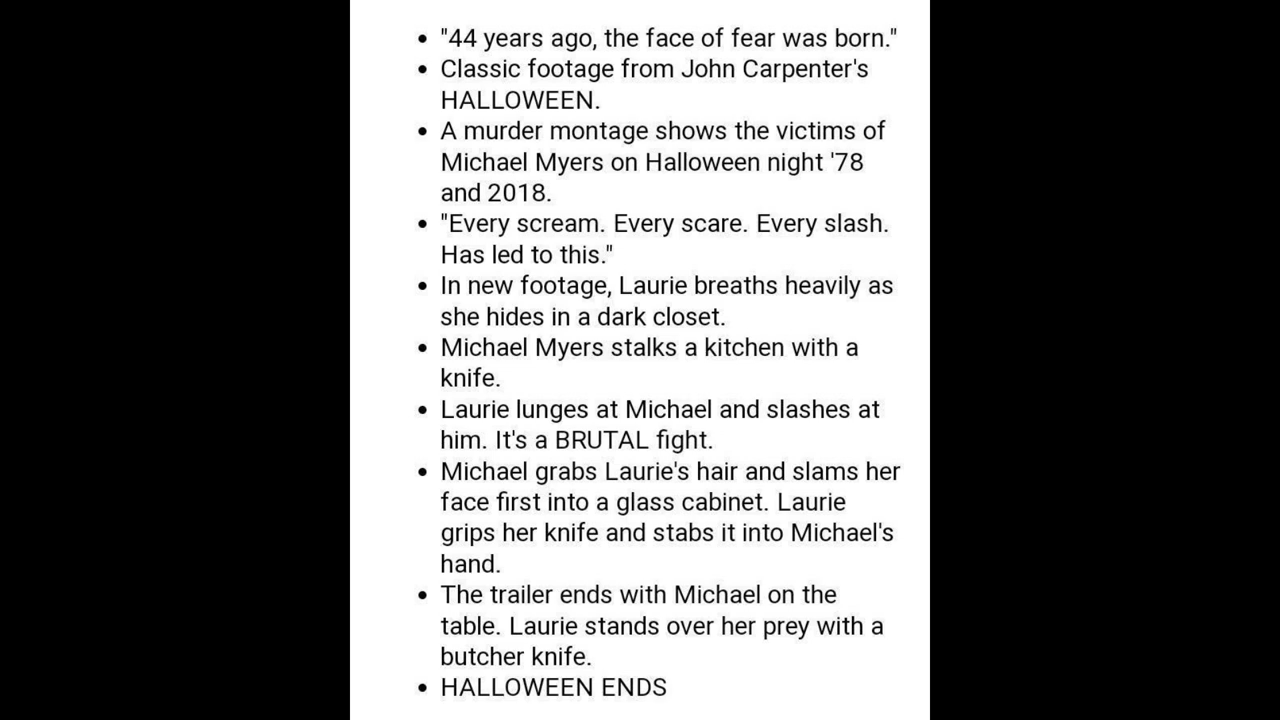 • "44 years ago, the face of fear was born."
• Classic footage from John Carpenter's
HALLOWEEN.
• A murder montage shows the victims of
Michael Myers on Halloween night '78
and 2018.
• "Every scream. Every scare. Every slash.
Has led to this."
• In new footage, Laurie breaths heavily as
she hides in a dark closet.
• Michael Myers stalks a kitchen with a
knife.
• Laurie lunges at Michael and slashes at
him. It's a BRUTAL fight.
• Michael grabs Laurie's hair and slams her
face first into a glass cabinet. Laurie
grips her knife and stabs it into Michael's
hand.
• The trailer ends with Michael on the
table. Laurie stands over her prey with a
butcher knife.
• HALLOWEEN ENDS